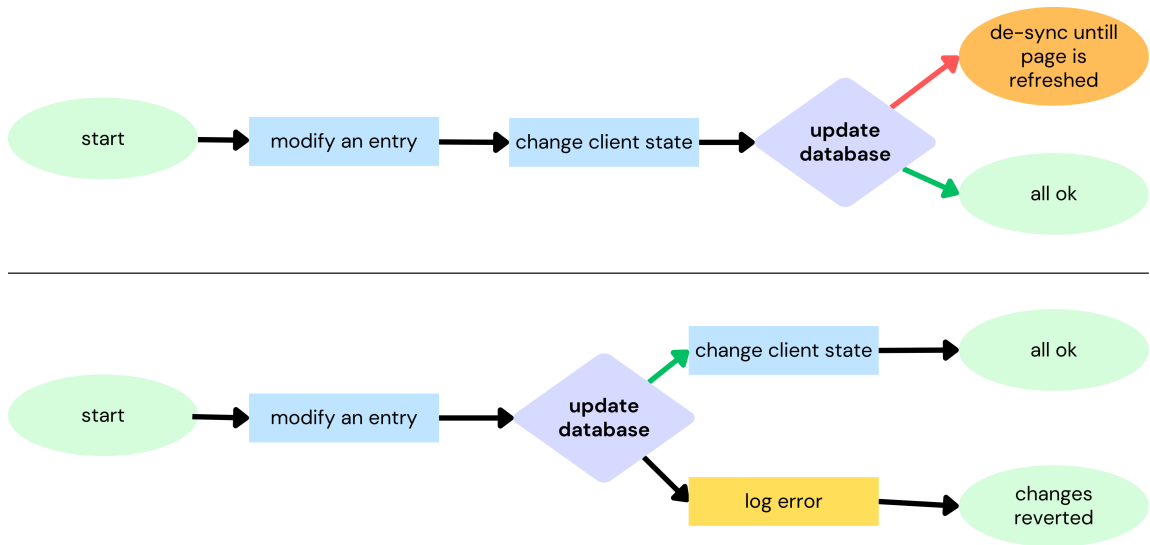 start
modify an entry
change client state
update
database
de-sync untill
page is
refreshed
all ok
start
modify an entry
update
database
change client state
all ok
log error
changes
reverted